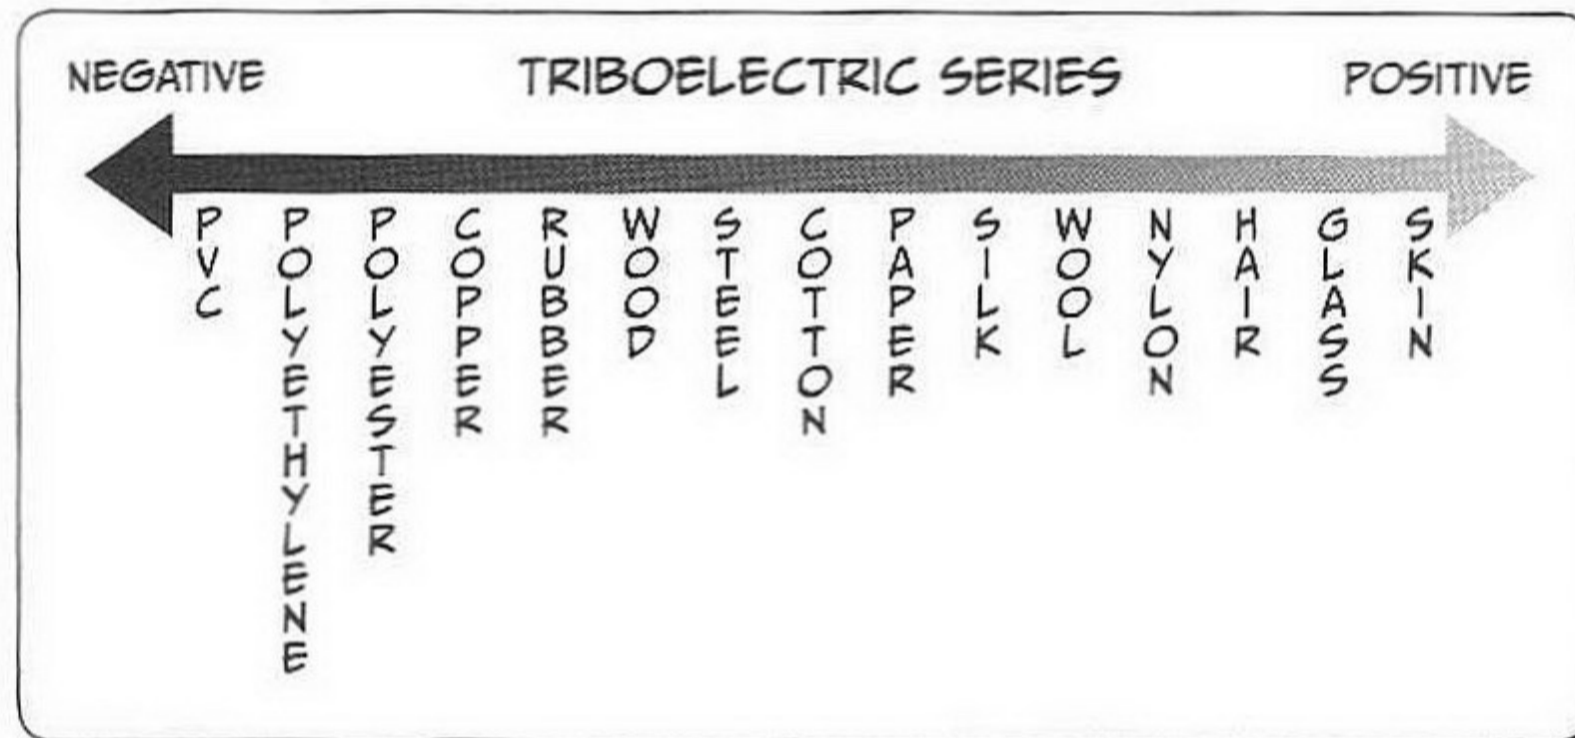 NEGATIVE
TRIBOELECTRIC SERIES
POSITIVE
PVC
POLYETHYLENE
POLYESTER
COPPER
RUBBER
WOOD
STEEL
COTTON
PAPER
SILK
WOOL
NYLON
HAIR
GLASS
SKIN